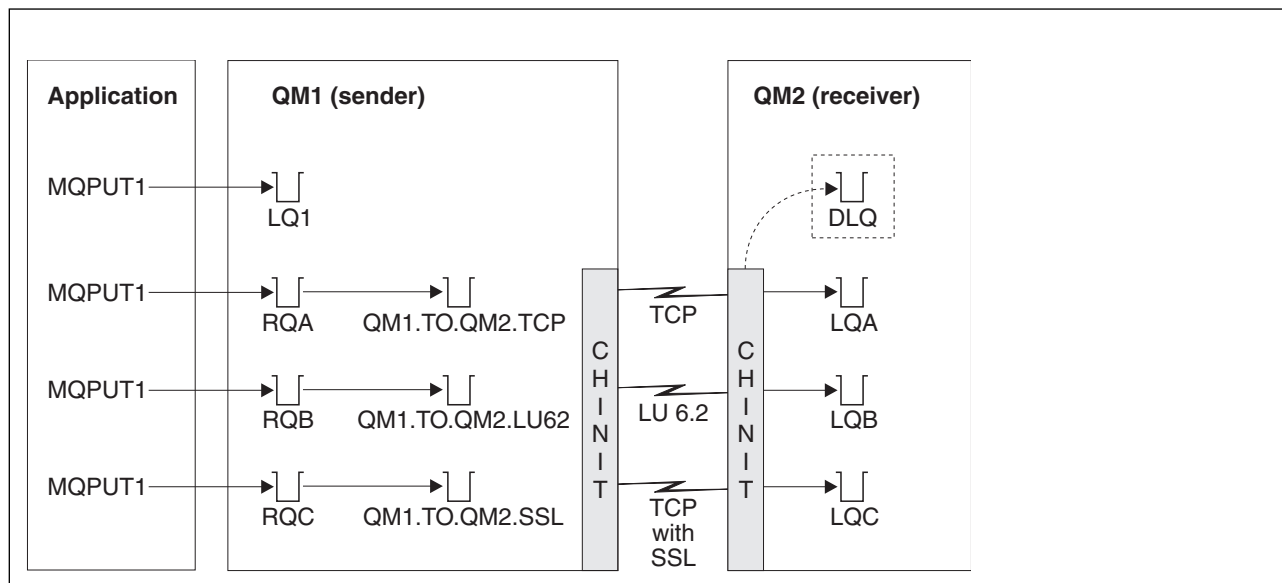 Application
QM1 (sender)
QM2 (receiver)
MQPUT1
LQ1
DLQ
MQPUT1
RQA
QM1.TO.QM2.TCP
TCP
LQA
MQPUT1
RQB
QM1.TO.QM2.LU62
LU 6.2
LQB
MQPUT1
RQC
QM1.TO.QM2.SSL
TCP
with
SSL
LQC
C
H
I
N
I
T
C
H
I
N
I
T